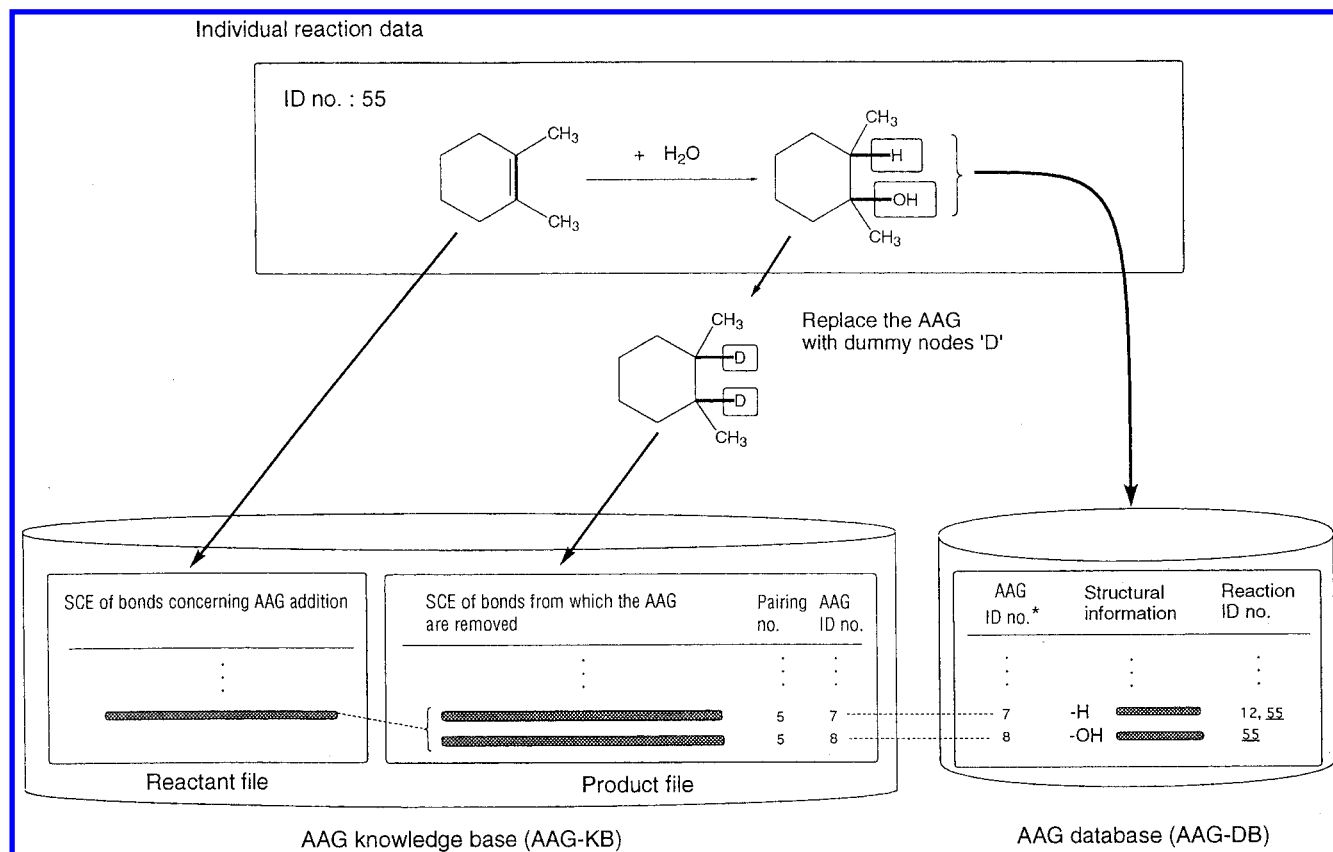 Individual reaction data
ID no. : 55
CH3
CH3
+ H2O
CH3
H
OH
CH3
Replace the AAG
with dummy nodes 'D'
CH3
D
D
CH3
SCE of bonds concerning AAG addition
SCE of bonds from which the AAG
are removed
Pairing
no.
AAG
ID no.
5 7
5 8
Reactant file
Product file
AAG knowledge base (AAG-KB)
AAG
ID no.*
Structural
information
Reaction
ID no.
7 -H 12, 55
8 -OH 55
AAG database (AAG-DB)